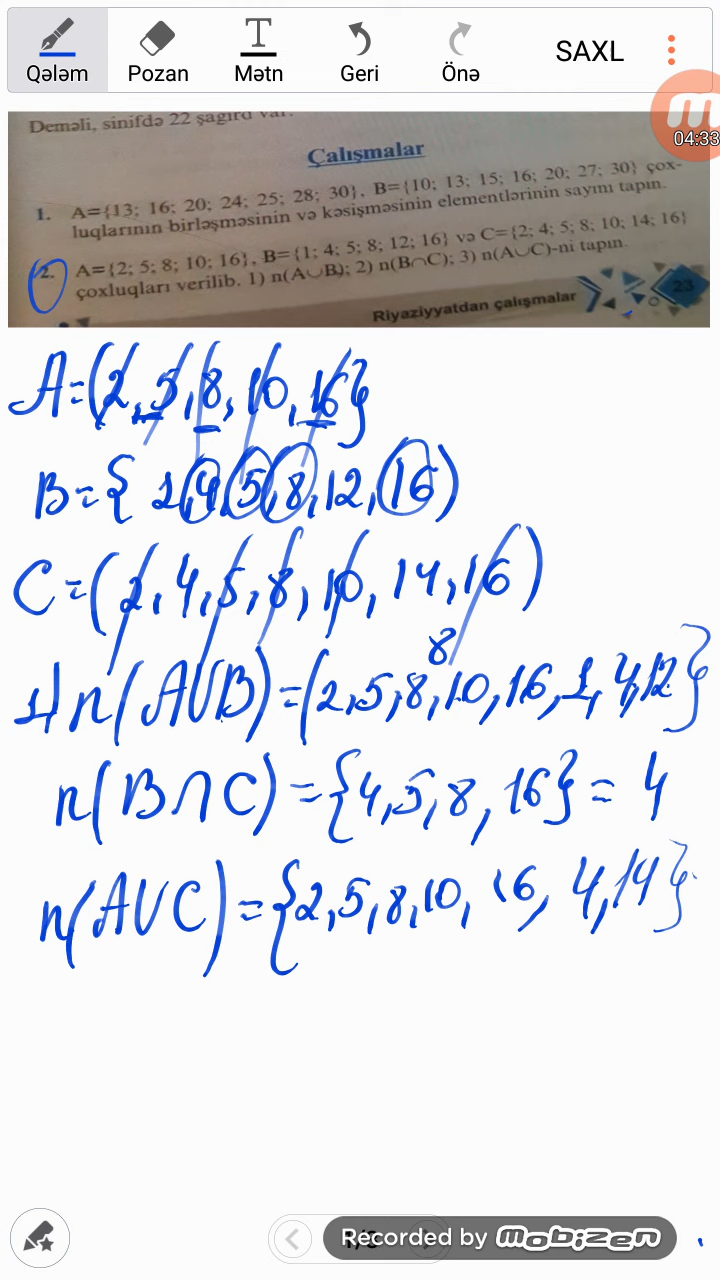 Qələm Pozan Mətn Geri Önə SAXL
04:33
Deməli, sinifdə 22 şagird var.
Çalışmalar
1. A={13; 16; 20; 24; 25; 28; 30}, B={10; 13; 15; 16; 20; 27; 30} çox-
luqlarının birləşməsinin və kəsişməsinin elementlərinin sayını tapın.
2. A={2; 5; 8; 10; 16}, B={1; 4; 5; 8; 12; 16} və C={2; 4; 5; 8; 10; 14; 16}
çoxluqları verilib. 1) n(A∪B); 2) n(B∩C); 3) n(A∪C)-ni tapın.
Riyaziyyatdan çalışmalar 23
A=(2,5,8,10,16}
B={ 1,4,5,8,12,16)
C=(2,4,5,8,10,14,16)
8
1) n(A∪B)=(2,5,8,10,16,1,4,12}
n(B∩C)={4,5,8,16}=4
n(A∪C)={2,5,8,10,16,4,14}
Recorded by mobizen